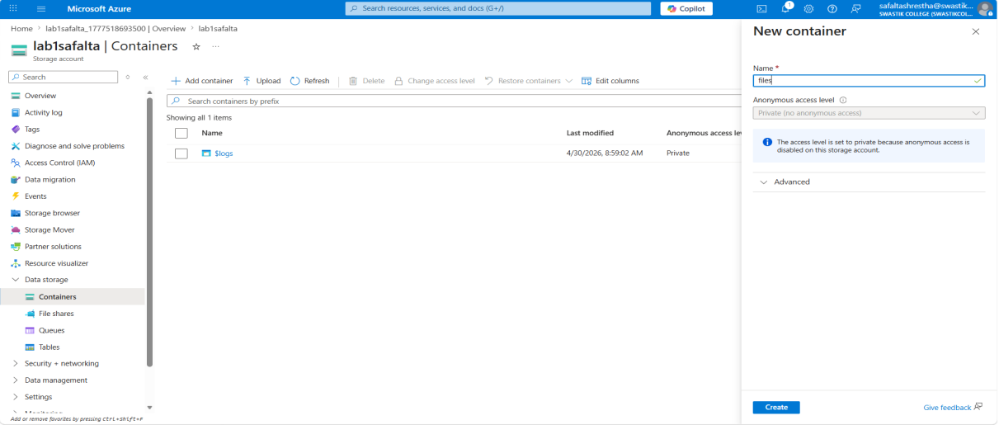 Microsoft Azure
Search resources, services, and docs (G+/)
Copilot
1
safaltashrestha@swastik...
SWASTIK COLLEGE (SWASTIKCOL...
Home > lab1safalta_1777518693500 | Overview > lab1safalta
lab1safalta | Containers
Storage account
Search
Overview
Activity log
Tags
Diagnose and solve problems
Access Control (IAM)
Data migration
Events
Storage browser
Storage Mover
Partner solutions
Resource visualizer
Data storage
Containers
File shares
Queues
Tables
Security + networking
Data management
Settings
Monitoring
Add or remove favorites by pressing Ctrl+Shift+F
Add container Upload Refresh Delete Change access level Restore containers Edit columns
Search containers by prefix
Showing all 1 items
Name Last modified Anonymous access lev
$logs 4/30/2026, 8:59:02 AM Private
New container
Name *
files
Anonymous access level
Private (no anonymous access)
The access level is set to private because anonymous access is
disabled on this storage account.
Advanced
Create
Give feedback